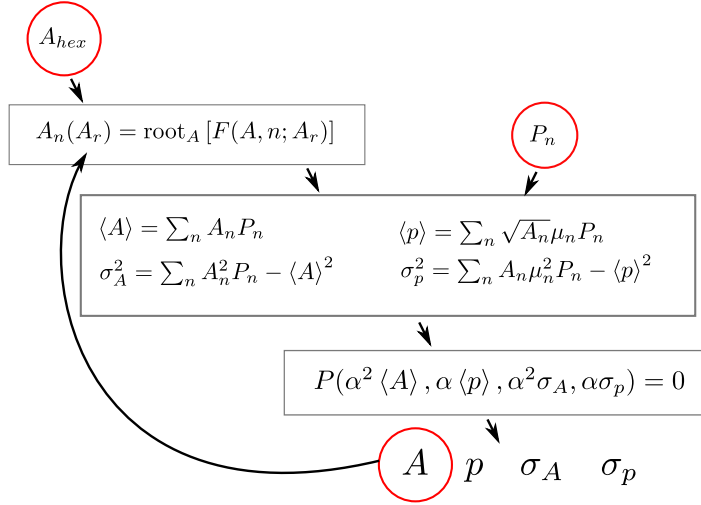 A_{hex}
A_n(A_r) = root_A [F(A, n; A_r)]
P_n
⟨A⟩ = ∑_n A_n P_n
⟨p⟩ = ∑_n √A_n μ_n P_n
σ_A^2 = ∑_n A_n^2 P_n − ⟨A⟩^2
σ_p^2 = ∑_n A_n μ_n^2 P_n − ⟨p⟩^2
P(α^2 ⟨A⟩, α ⟨p⟩, α^2 σ_A, α σ_p) = 0
A p σ_A σ_p